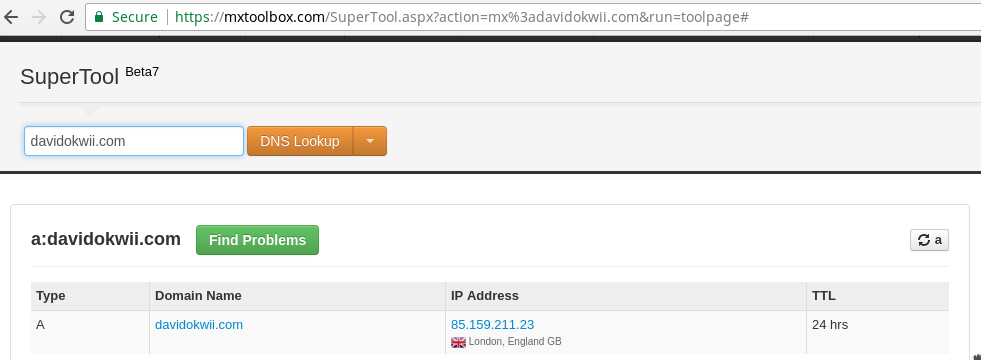 Secure https://mxtoolbox.com/SuperTool.aspx?action=mx%3adavidokwii.com&run=toolpage#
SuperTool Beta7
davidokwii.com DNS Lookup
a:davidokwii.com Find Problems a
Type Domain Name IP Address TTL
A davidokwii.com 85.159.211.23 24 hrs
London, England GB